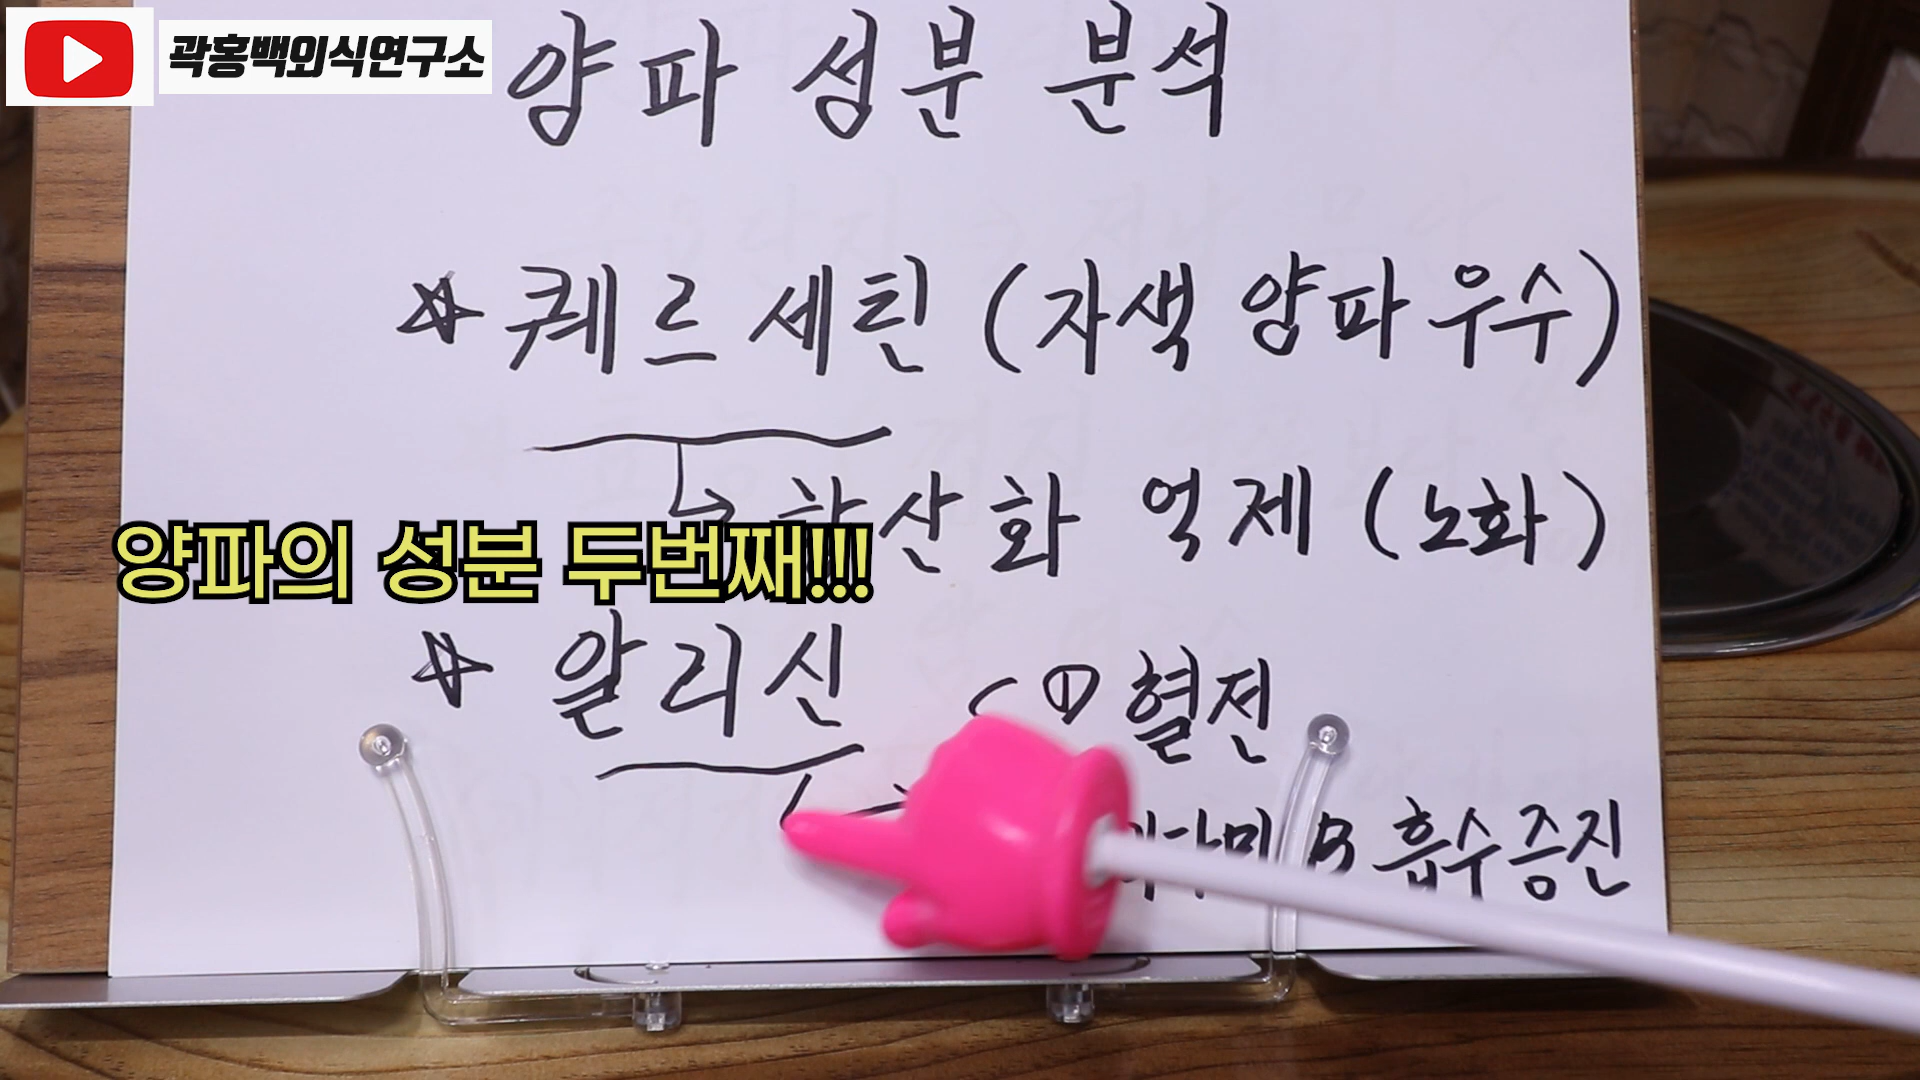 곽홍백외식연구소
양파 성분 분석
☆ 퀘르세틴 (자색 양파 우수)
항산화 억제 (노화)
양파의 성분 두번째!!!
☆ 알리신 ① 혈전
B 흡수증진